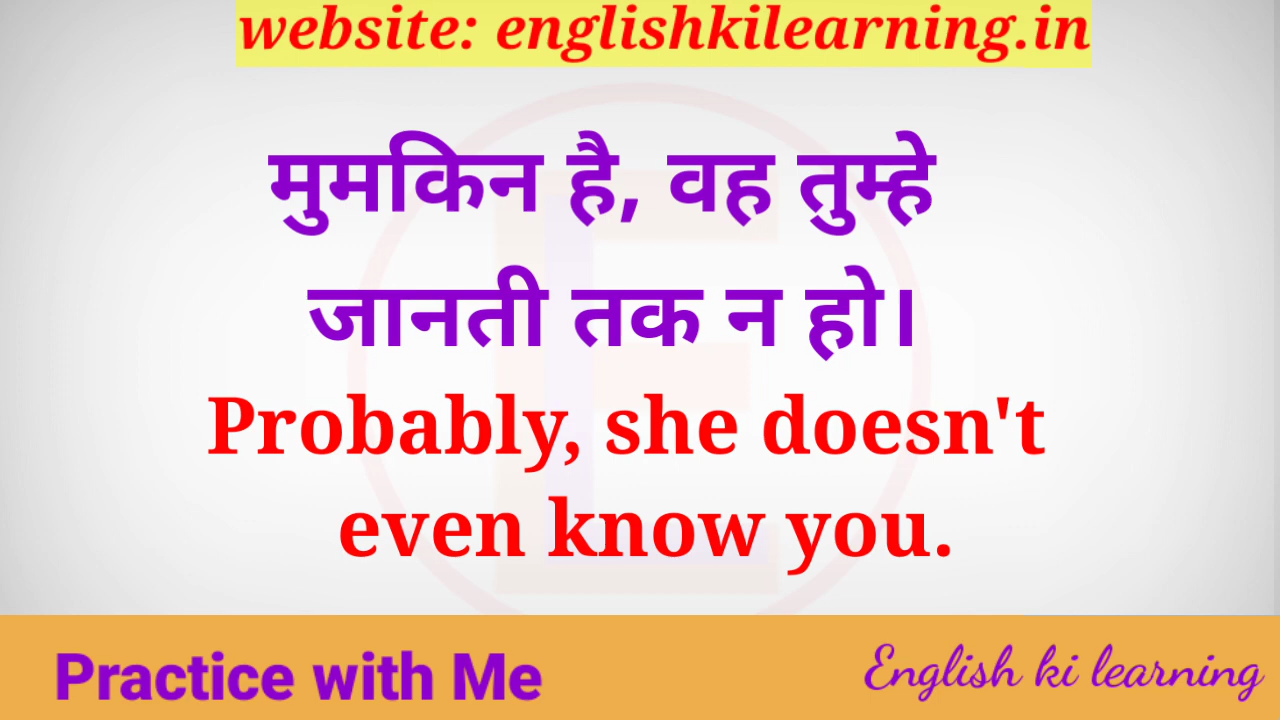 website: englishkilearning.in
मुमकिन है, वह तुम्हे
जानती तक न हो।
Probably, she doesn't
even know you.
Practice with Me
English ki learning